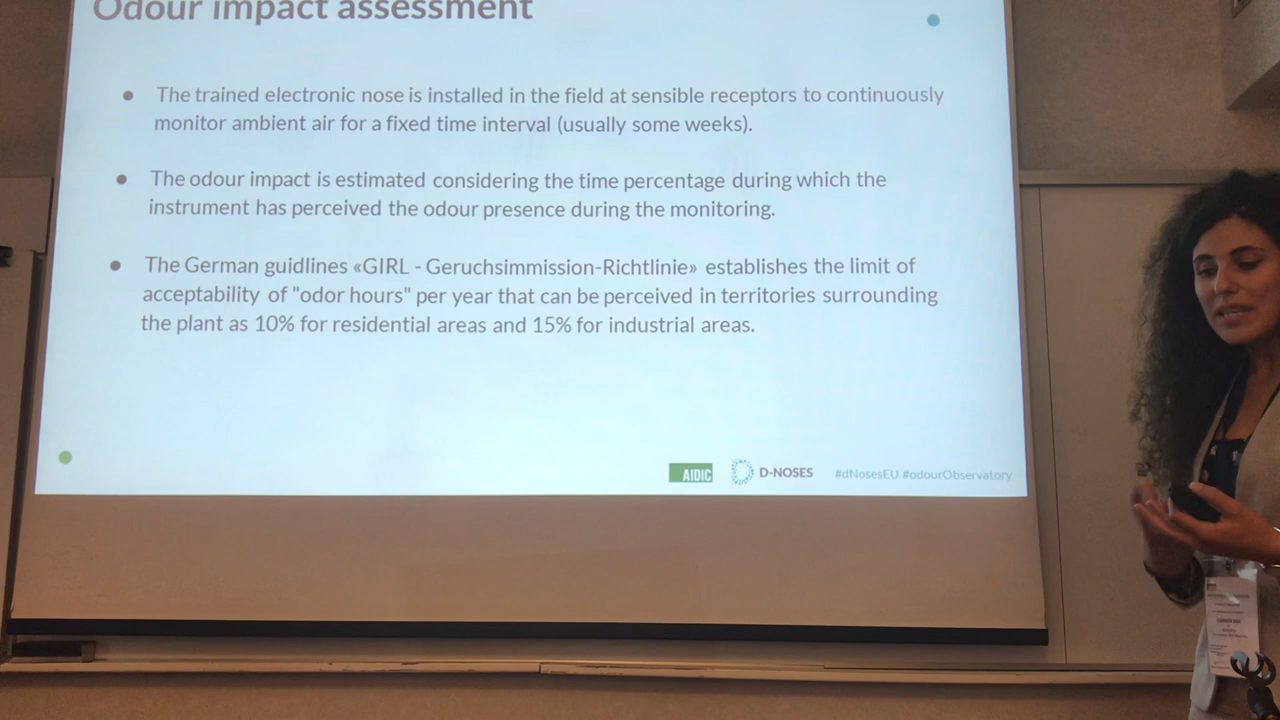 Odour impact assessment
● The trained electronic nose is installed in the field at sensible receptors to continuously
monitor ambient air for a fixed time interval (usually some weeks).
● The odour impact is estimated considering the time percentage during which the
instrument has perceived the odour presence during the monitoring.
● The German guidlines «GIRL - Geruchsimmission-Richtlinie» establishes the limit of
acceptability of "odor hours" per year that can be perceived in territories surrounding
the plant as 10% for residential areas and 15% for industrial areas.
AIDIC D-NOSES #dNosesEU #odourObservatory